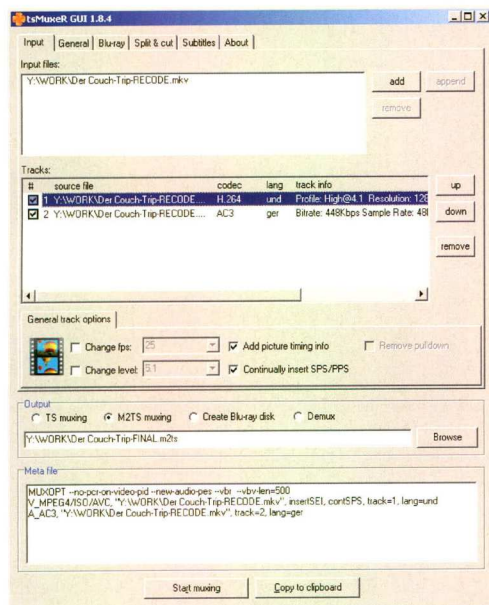 tsMuxeR GUI 1.8.4
Input General Blu-ray Split & cut Subtitles About
Input files:
Y:\WORK\Der Couch-Trip-RECODE.mkv
add append
remove
Tracks:
# source file codec lang track info
1 Y:\WORK\Der Couch-Trip-RECODE.... H.264 und Profile: High@4.1 Resolution: 128
2 Y:\WORK\Der Couch-Trip-RECODE.... AC3 ger Bitrate: 448Kbps Sample Rate: 48
up
down
remove
General track options
Change fps: 25 Add picture timing info Remove pulldown
Change level: 5.1 Continually insert SPS/PPS
Output
TS muxing M2TS muxing Create Blu-ray disk Demux
Y:\WORK\Der Couch-Trip-FINAL.m2ts Browse
Meta file
MUXOPT --no-pcr-on-video-pid --new-audio-pes --vbr --vbv-len=500
V_MPEG4/ISO/AVC, "Y:\WORK\Der Couch-Trip-RECODE.mkv", insertSEI, contSPS, track=1, lang=und
A_AC3, "Y:\WORK\Der Couch-Trip-RECODE.mkv", track=2, lang=ger
Start muxing Copy to clipboard